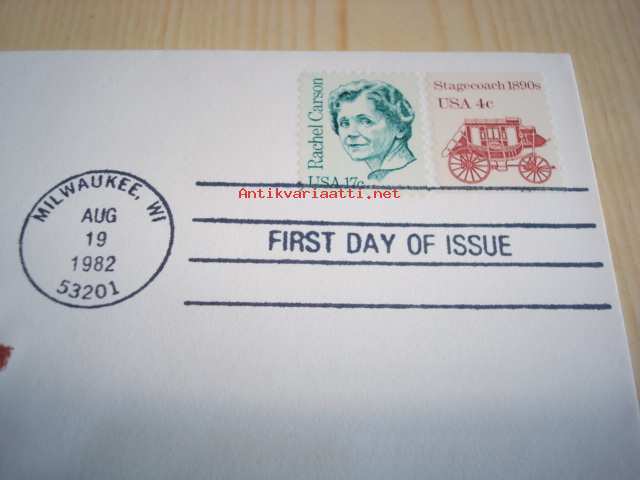 Rachel Carson
USA 17c
Stagecoach 1890s
USA 4c
Antikvariaatti.net
MILWAUKEE, WI
AUG
19
1982
53201
FIRST DAY OF ISSUE